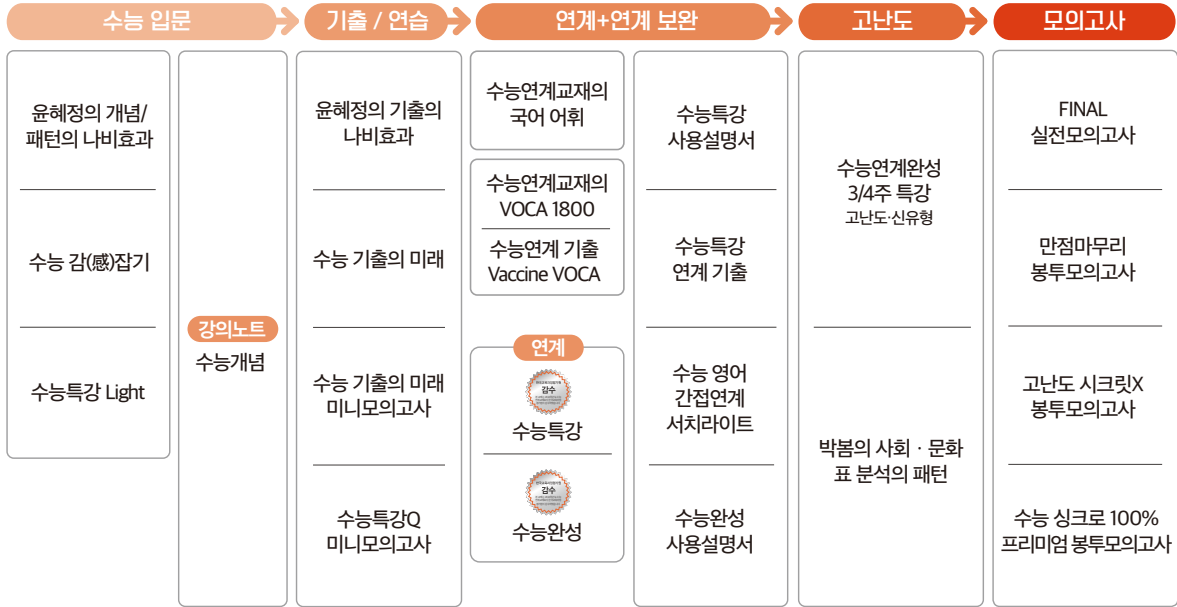 수능 입문
기출 / 연습
연계+연계 보완
고난도
모의고사
윤혜정의 개념/
패턴의 나비효과
수능 감(感)잡기
수능특강 Light
강의노트
수능개념
윤혜정의 기출의
나비효과
수능 기출의 미래
수능 기출의 미래
미니모의고사
수능특강Q
미니모의고사
수능연계교재의
국어 어휘
수능연계교재의
VOCA 1800
수능연계 기출
Vaccine VOCA
연계
감수
수능특강
감수
수능완성
수능특강
사용설명서
수능특강
연계 기출
수능 영어
간접연계
서치라이트
수능완성
사용설명서
수능연계완성
3/4주 특강
고난도·신유형
박봄의 사회 · 문화
표 분석의 패턴
FINAL
실전모의고사
만점마무리
봉투모의고사
고난도 시크릿X
봉투모의고사
수능 싱크로 100%
프리미엄 봉투모의고사